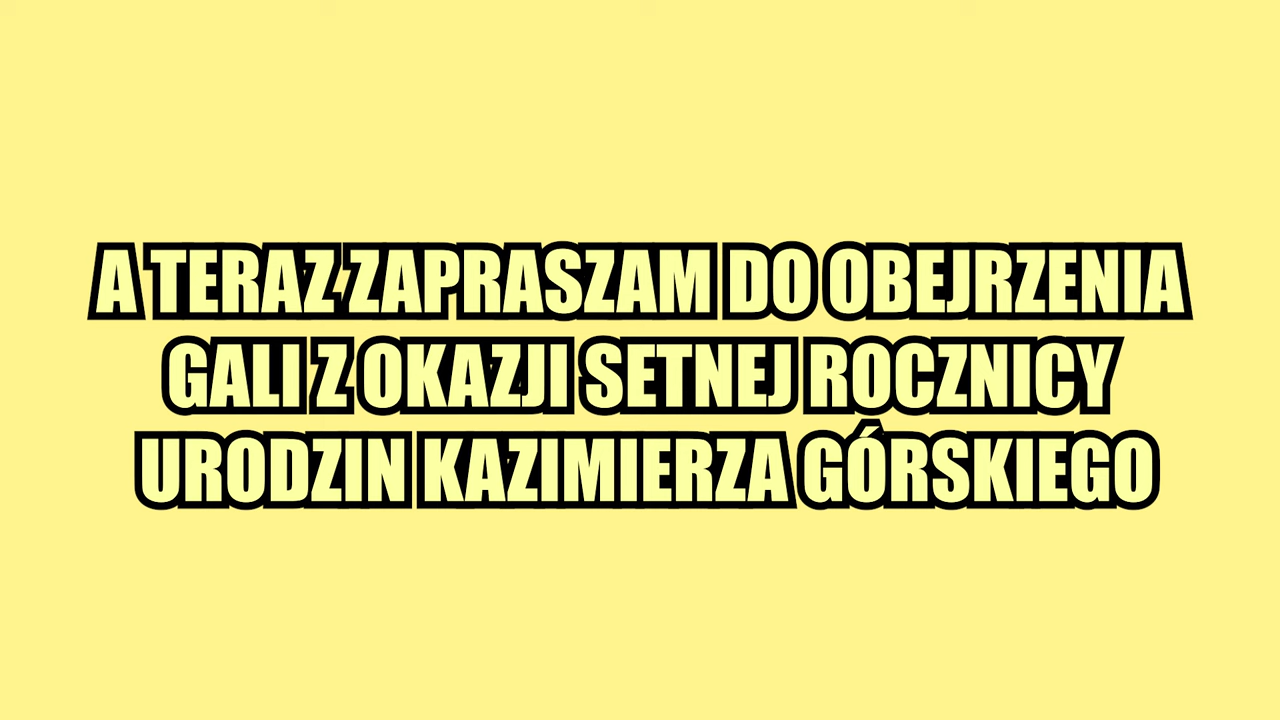 A TERAZ ZAPRASZAM DO OBEJRZENIA
GALI Z OKAZJI SETNEJ ROCZNICY
URODZIN KAZIMIERZA GÓRSKIEGO